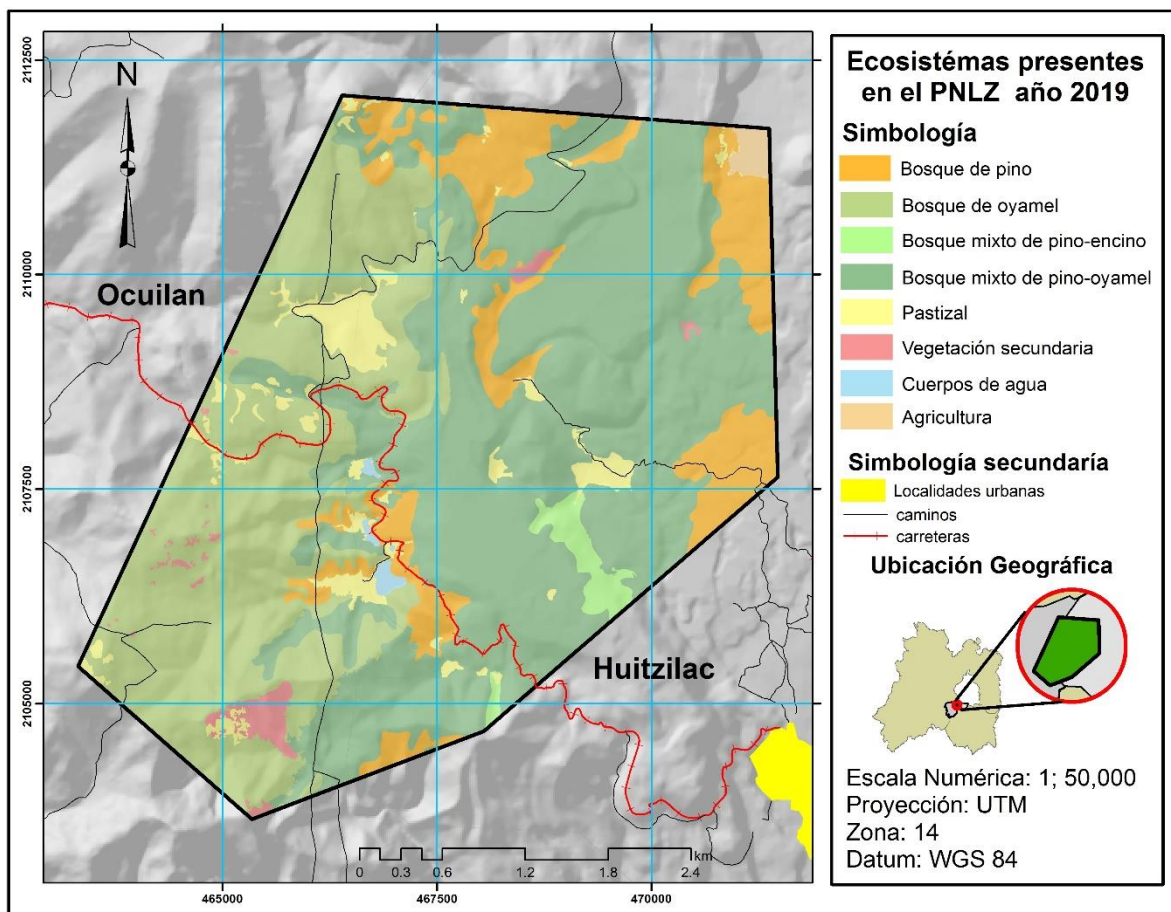 Ecosistémas presentes
en el PNLZ año 2019
Simbología
Bosque de pino
Bosque de oyamel
Bosque mixto de pino-encino
Bosque mixto de pino-oyamel
Pastizal
Vegetación secundaria
Cuerpos de agua
Agricultura
Simbología secundaría
Localidades urbanas
caminos
carreteras
Ubicación Geográfica
Escala Numérica: 1; 50,000
Proyección: UTM
Zona: 14
Datum: WGS 84
N
Ocuilan
Huitzilac
2112500
2110000
2107500
2105000
465000
467500
470000
km
0 0.3 0.6 1.2 1.8 2.4